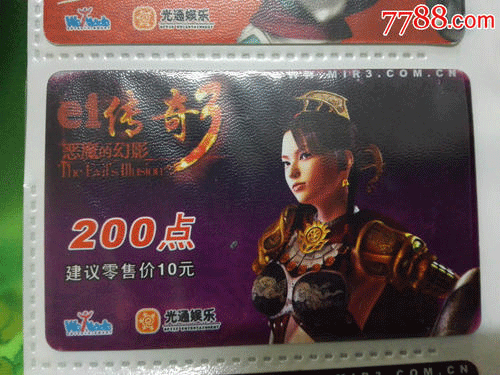 7788.com
光通娱乐
MIR3.COM.CN
e1传奇3
恶魔的幻影
The Evil's Illusion
200点
建议零售价10元
光通娱乐